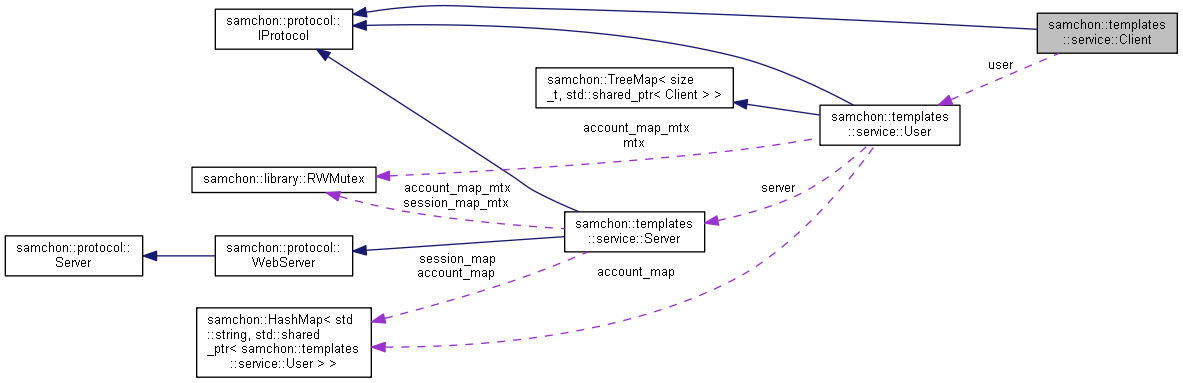 samchon::protocol::
IProtocol
samchon::templates
::service::Client
user
samchon::TreeMap< size
_t, std::shared_ptr< Client > >
samchon::templates
::service::User
account_map_mtx
mtx
samchon::library::RWMutex
account_map_mtx
session_map_mtx
server
samchon::templates
::service::Server
samchon::protocol::
Server
samchon::protocol::
WebServer
session_map
account_map
account_map
samchon::HashMap< std
::string, std::shared
_ptr< samchon::templates
::service::User > >